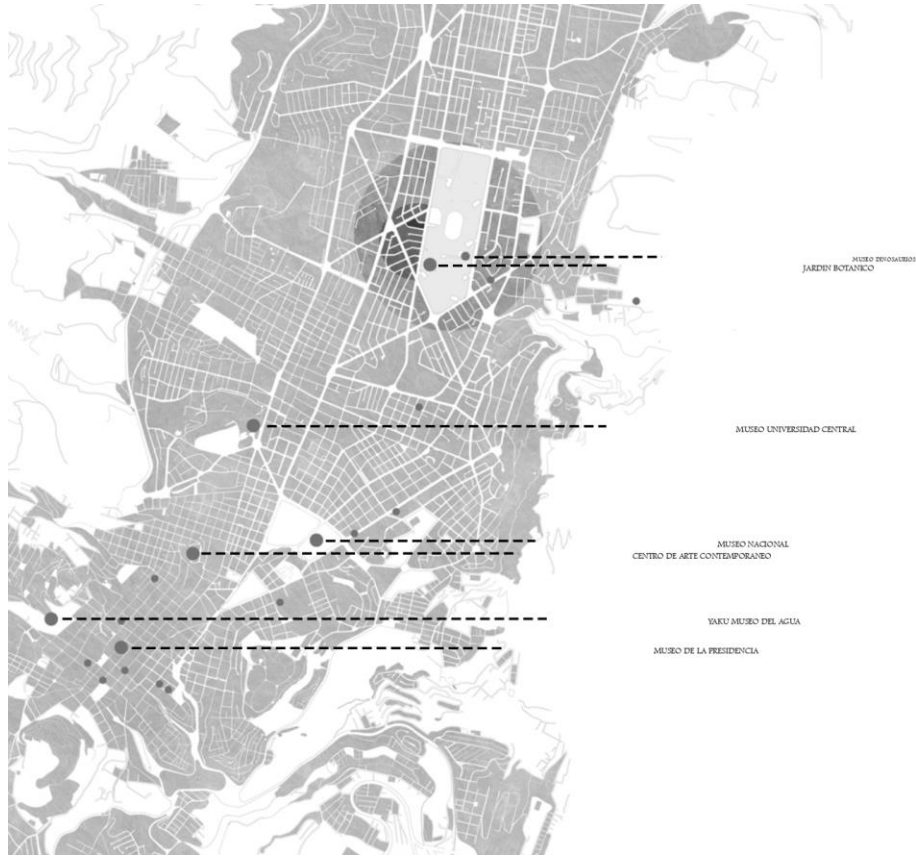 MUSEO DINOSAURIOS
JARDIN BOTANICO
MUSEO UNIVERSIDAD CENTRAL
MUSEO NACIONAL
CENTRO DE ARTE CONTEMPORANEO
YAKU MUSEO DEL AGUA
MUSEO DE LA PRESIDENCIA